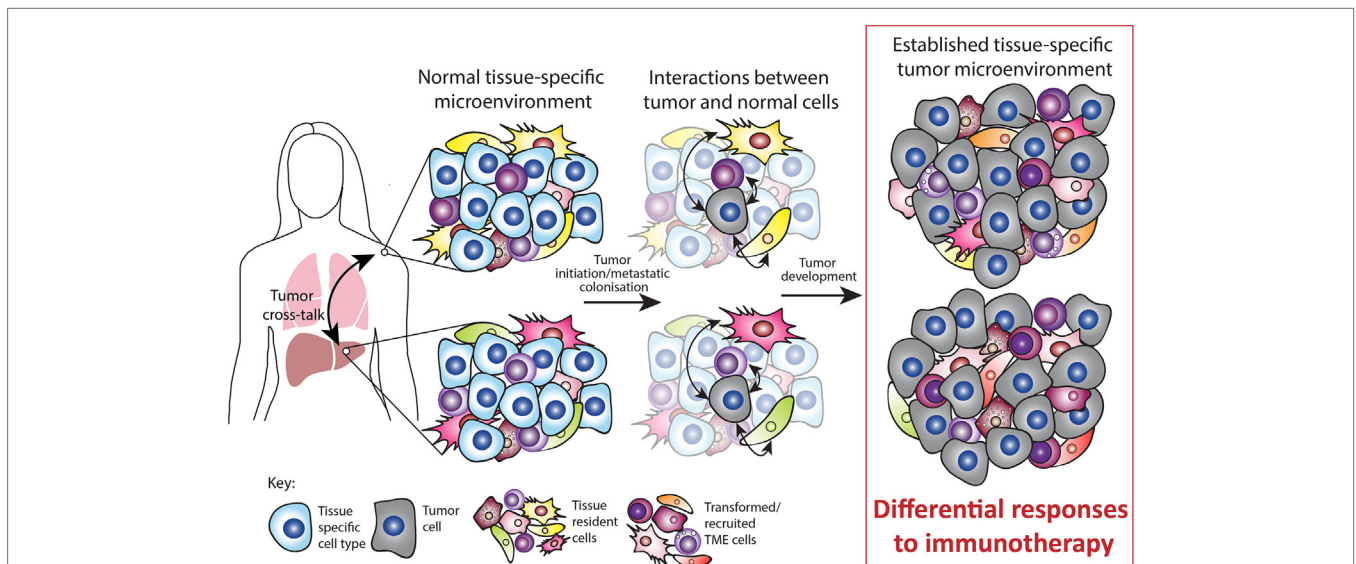 Normal tissue-specific
microenvironment
Interactions between
tumor and normal cells
Established tissue-specific
tumor microenvironment
Tumor
cross-talk
Tumor
initiation/metastatic
colonisation
Tumor
development
Key:
Tissue
specific
cell type
Tumor
cell
Tissue
resident
cells
Transformed/
recruited
TME cells
Differential responses
to immunotherapy